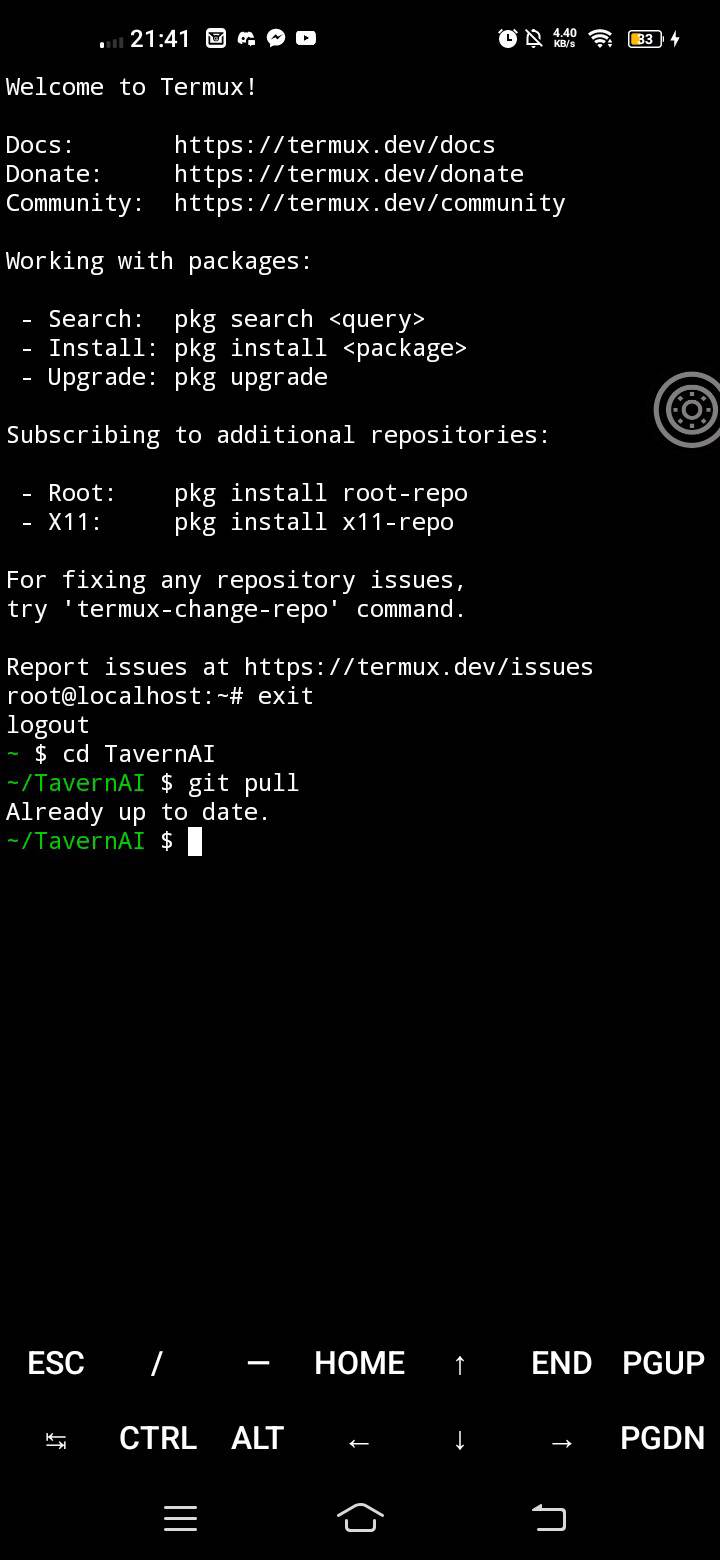 21:41 4.40 KB/s 33
Welcome to Termux!
Docs:       https://termux.dev/docs
Donate:     https://termux.dev/donate
Community:  https://termux.dev/community
Working with packages:
 - Search:  pkg search <query>
 - Install: pkg install <package>
 - Upgrade: pkg upgrade
Subscribing to additional repositories:
 - Root:    pkg install root-repo
 - X11:     pkg install x11-repo
For fixing any repository issues,
try 'termux-change-repo' command.
Report issues at https://termux.dev/issues
root@localhost:~# exit
logout
~ $ cd TavernAI
~/TavernAI $ git pull
Already up to date.
~/TavernAI $
ESC / — HOME ↑ END PGUP
↹ CTRL ALT ← ↓ → PGDN